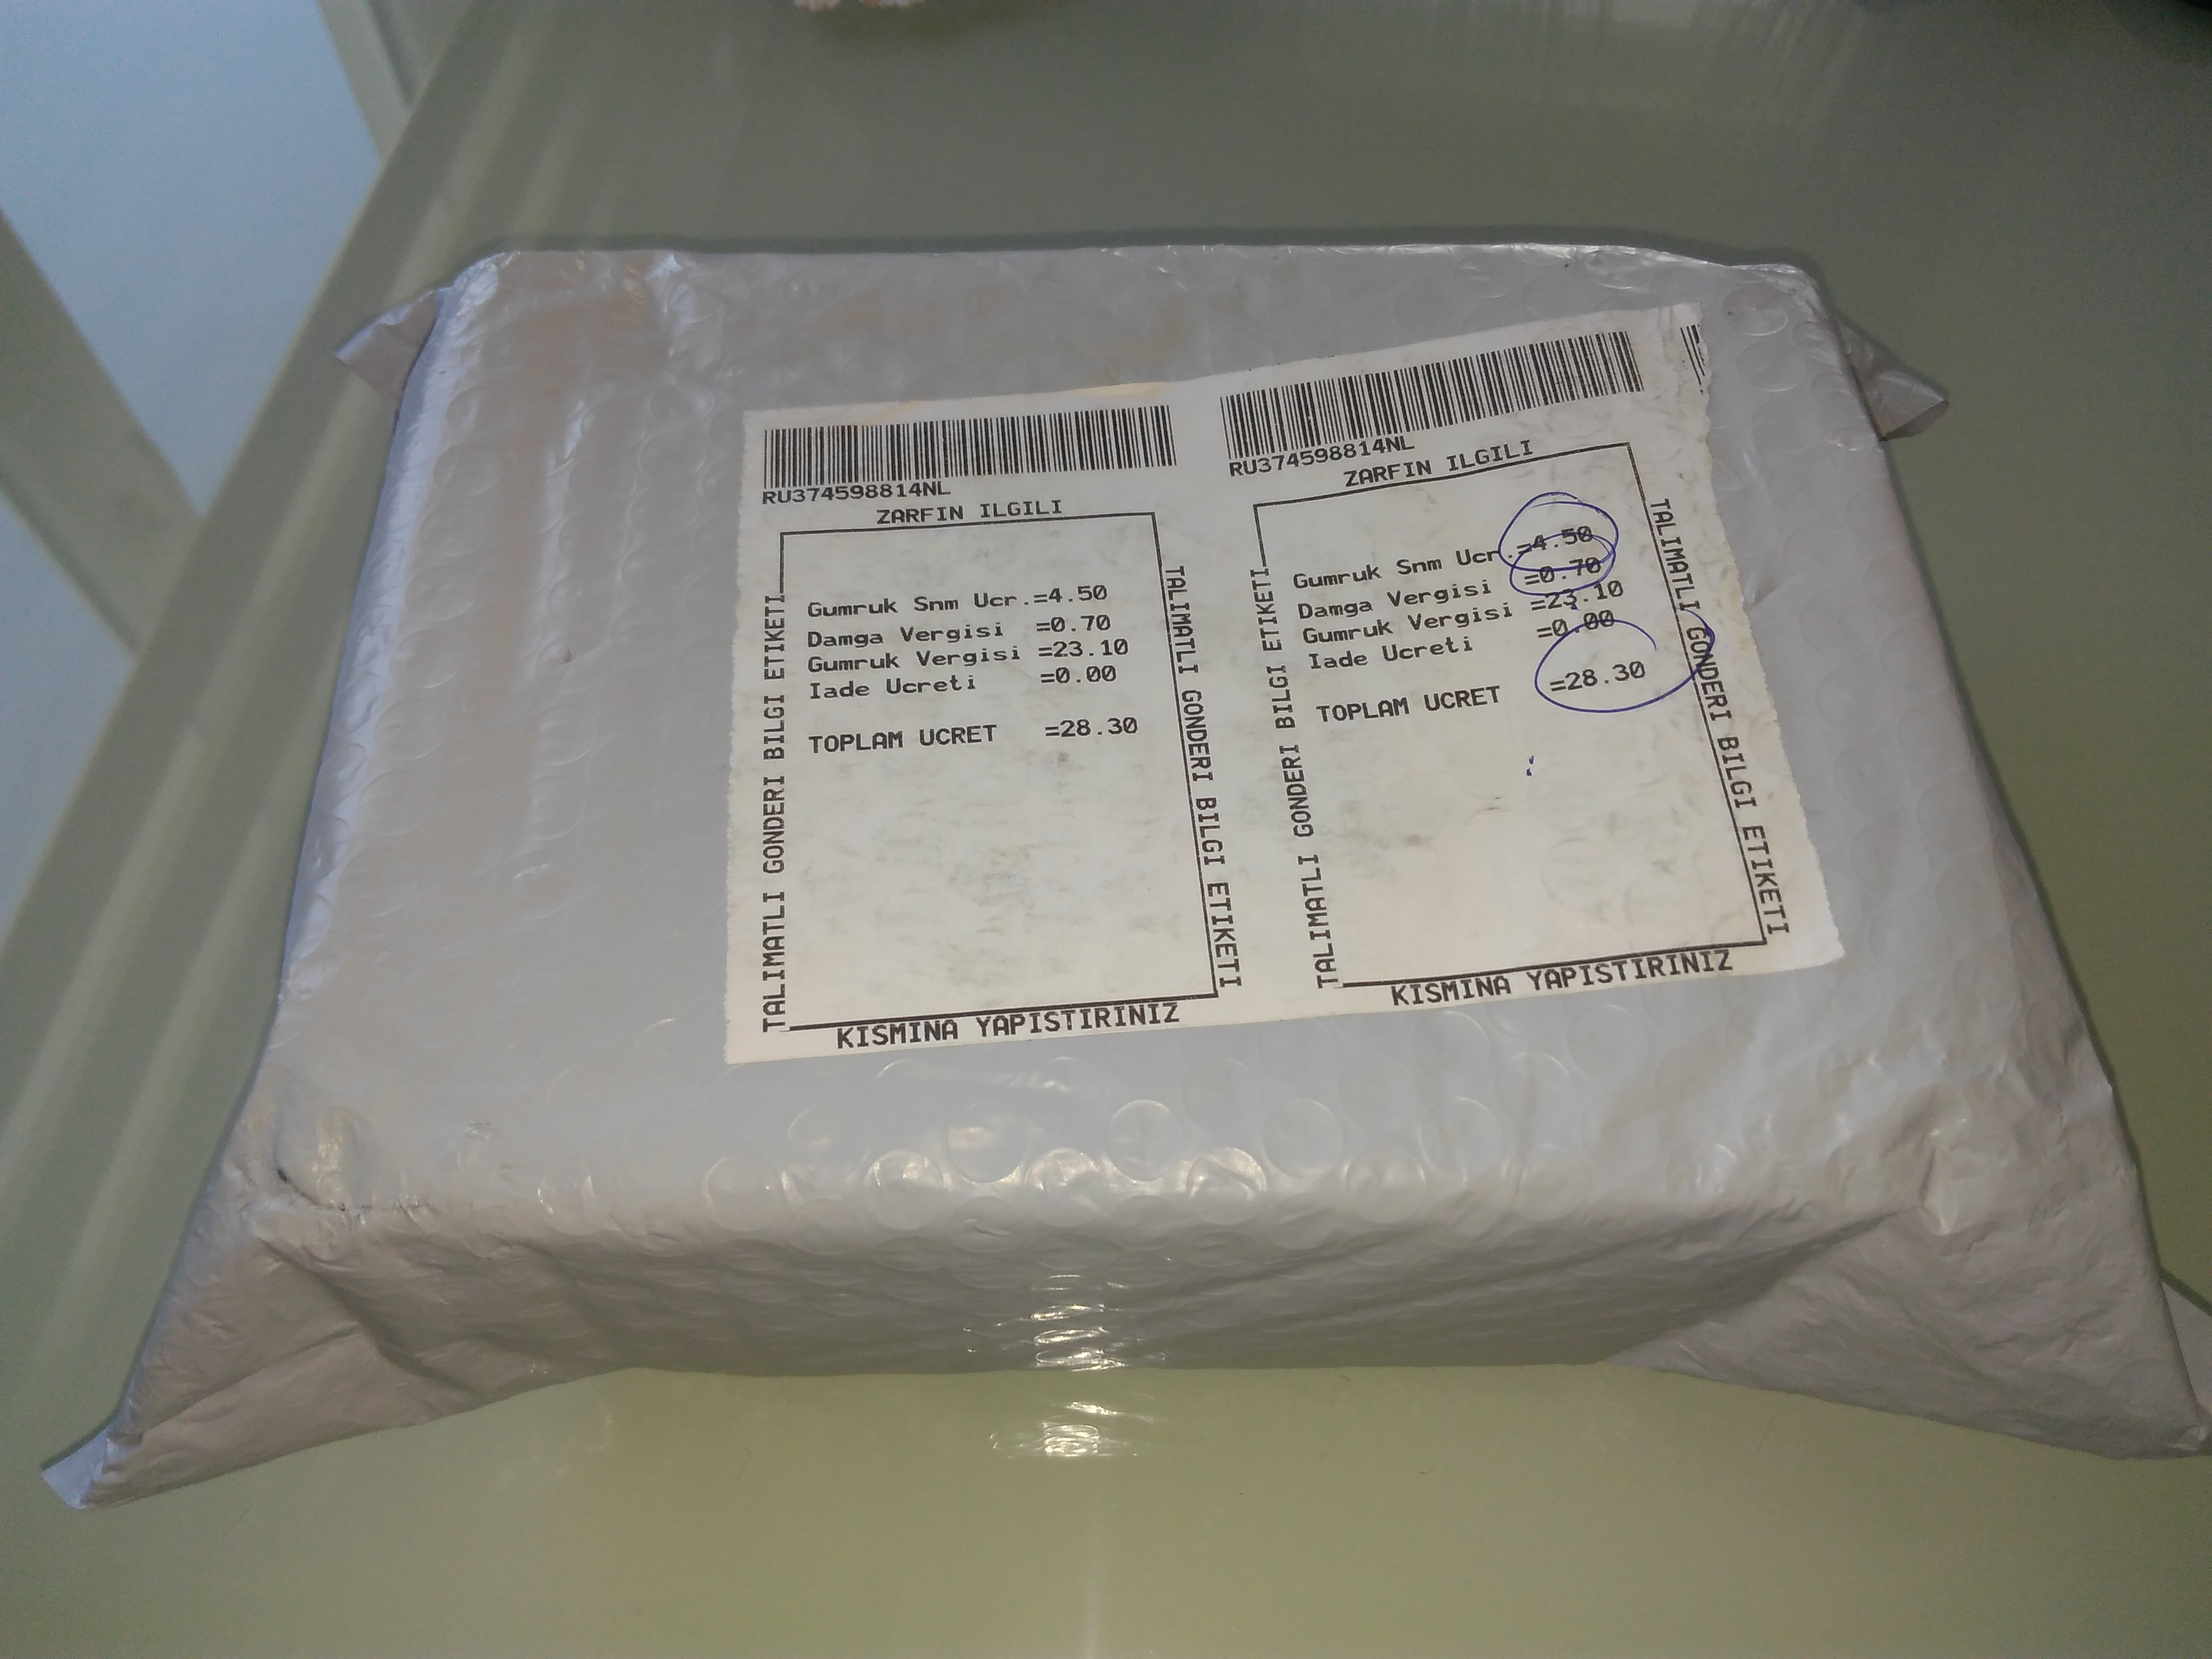 RU374598814NL
ZARFIN ILGILI
TALIMATLI GONDERI BILGI ETIKETI
Gumruk Snm Ucr.=4.50
Damga Vergisi =0.70
Gumruk Vergisi =23.10
Iade Ucreti =0.00
TOPLAM UCRET =28.30
TALIMATLI GONDERI BILGI ETIKETI
KISMINA YAPISTIRINIZ
RU374598814NL
ZARFIN ILGILI
TALIMATLI GONDERI BILGI ETIKETI
Gumruk Snm Ucr.=4.50
Damga Vergisi =0.70
Gumruk Vergisi =23.10
Iade Ucreti =0.00
TOPLAM UCRET =28.30
TALIMATLI GONDERI BILGI ETIKETI
KISMINA YAPISTIRINIZ